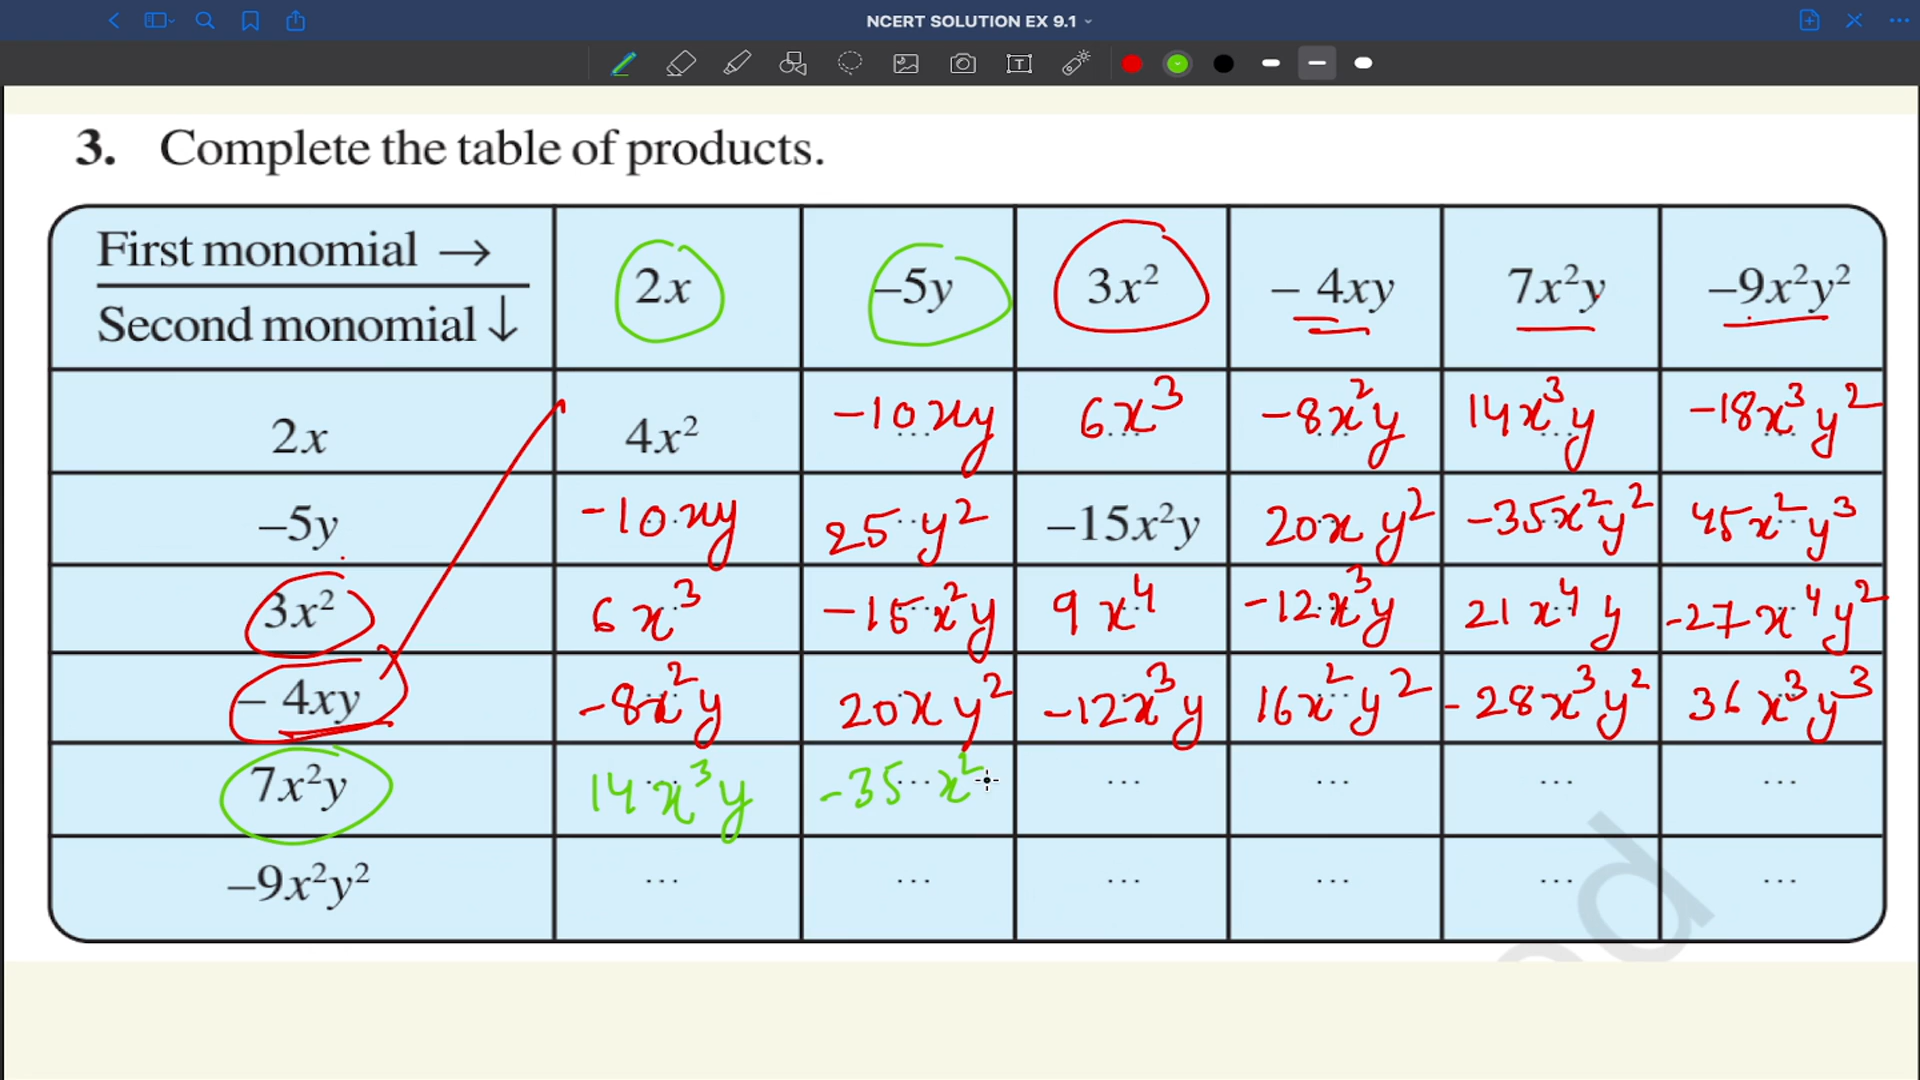 NCERT SOLUTION EX 9.1
3. Complete the table of products.
First monomial → 2x –5y 3x² – 4xy 7x²y –9x²y²
Second monomial ↓
2x 4x² -10xy 6x³ -8x²y 14x³y -18x³y²
–5y -10xy 25y² –15x²y 20xy² -35x²y² 45x²y³
3x² 6x³ -15x²y 9x⁴ -12x³y 21x⁴y -27x⁴y²
– 4xy -8x²y 20xy² -12x³y 16x²y² -28x³y² 36x³y³
7x²y 14x³y -35x² ... ... ... ...
–9x²y² ... ... ... ... ... ...